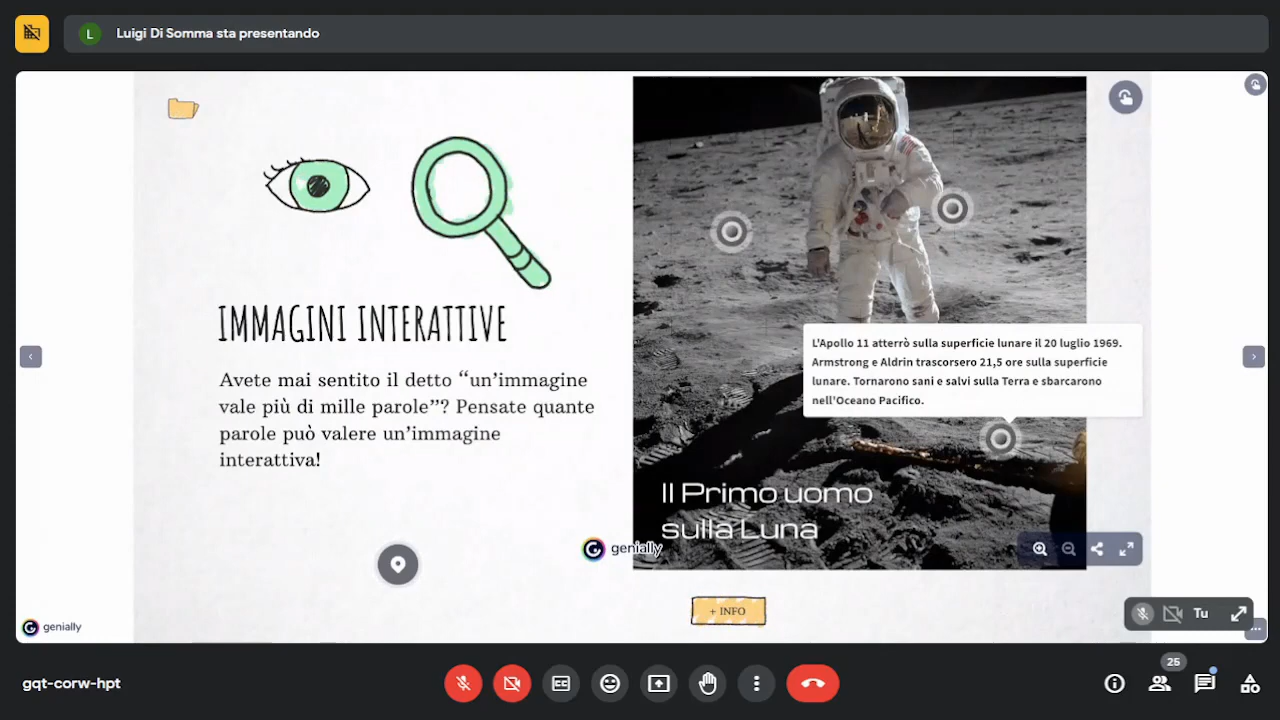 L
Luigi Di Somma sta presentando
IMMAGINI INTERATTIVE
Avete mai sentito il detto “un’immagine
vale più di mille parole”? Pensate quante
parole può valere un’immagine
interattiva!
L'Apollo 11 atterrò sulla superficie lunare il 20 luglio 1969.
Armstrong e Aldrin trascorsero 21,5 ore sulla superficie
lunare. Tornarono sani e salvi sulla Terra e sbarcarono
nell'Oceano Pacifico.
Il Primo uomo
sulla Luna
genially
+ INFO
genially
Tu
gqt-corw-hpt
25